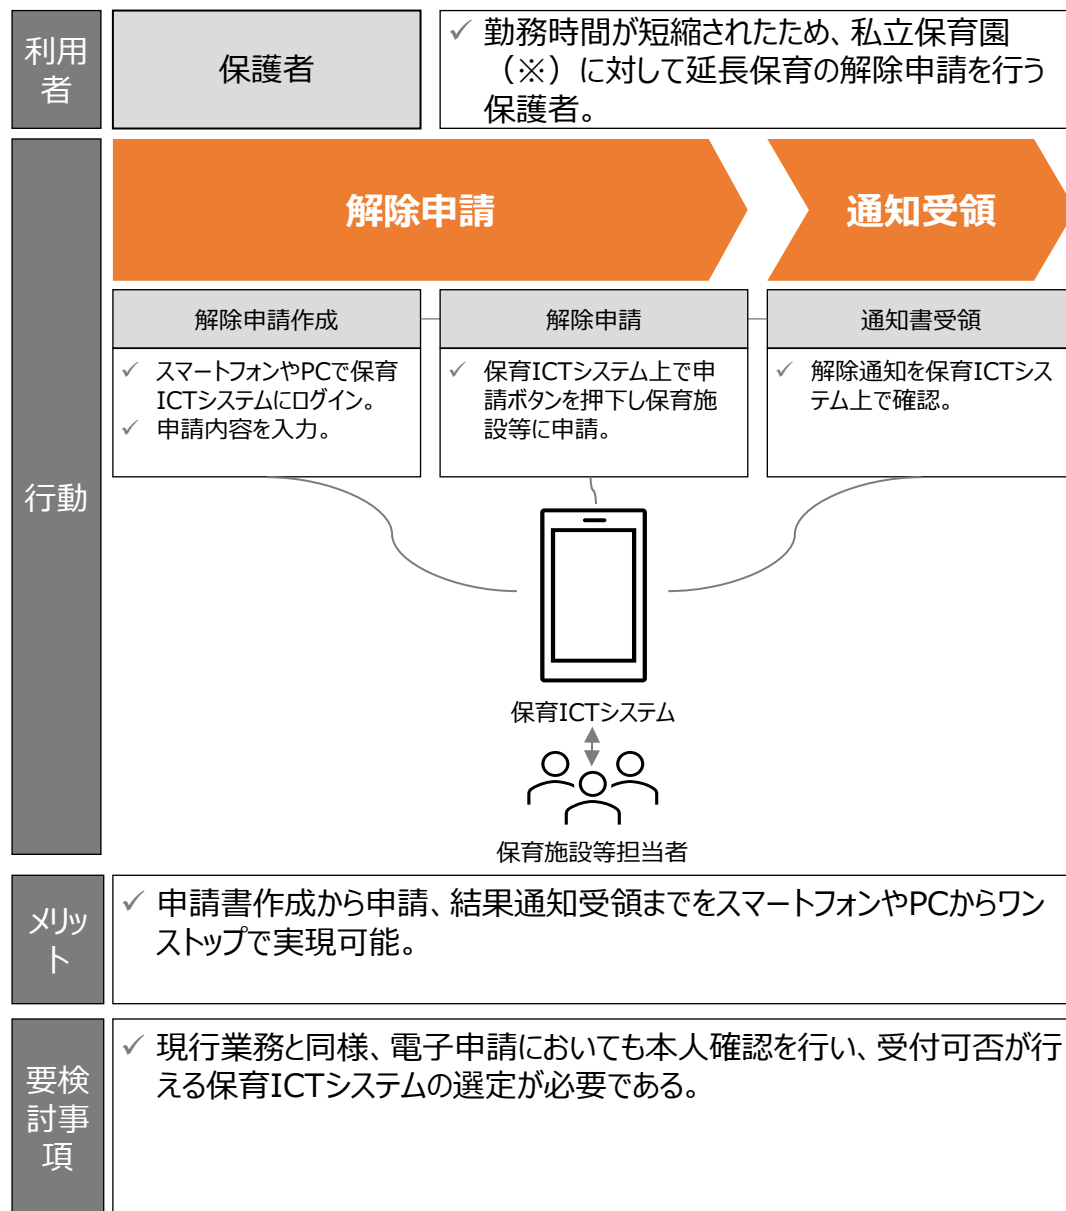 利用
者
保護者
✓ 勤務時間が短縮されたため、私立保育園
（※）に対して延長保育の解除申請を行う
保護者。
行動
解除申請
通知受領
解除申請作成
✓ スマートフォンやPCで保育
ICTシステムにログイン。
✓ 申請内容を入力。
解除申請
✓ 保育ICTシステム上で申
請ボタンを押下し保育施
設等に申請。
通知書受領
✓ 解除通知を保育ICTシス
テム上で確認。
保育ICTシステム
保育施設等担当者
メリッ
ト
✓ 申請書作成から申請、結果通知受領までをスマートフォンやPCからワン
ストップで実現可能。
要検
討事
項
✓ 現行業務と同様、電子申請においても本人確認を行い、受付可否が行
える保育ICTシステムの選定が必要である。